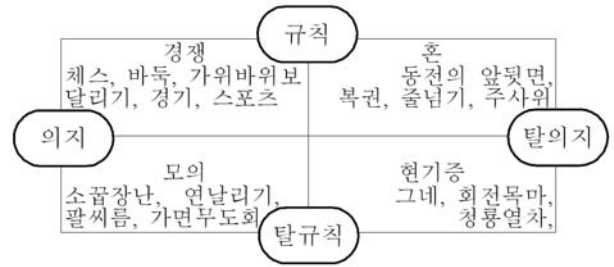 규칙
경쟁
체스, 바둑, 가위바위보
달리기, 경기, 스포츠
혼
동전의 앞뒷면,
복권, 줄넘기, 주사위
의지
탈의지
모의
소꿉장난, 연날리기,
팔씨름, 가면무도회
현기증
그네, 회전목마,
청룡열차,
탈규칙